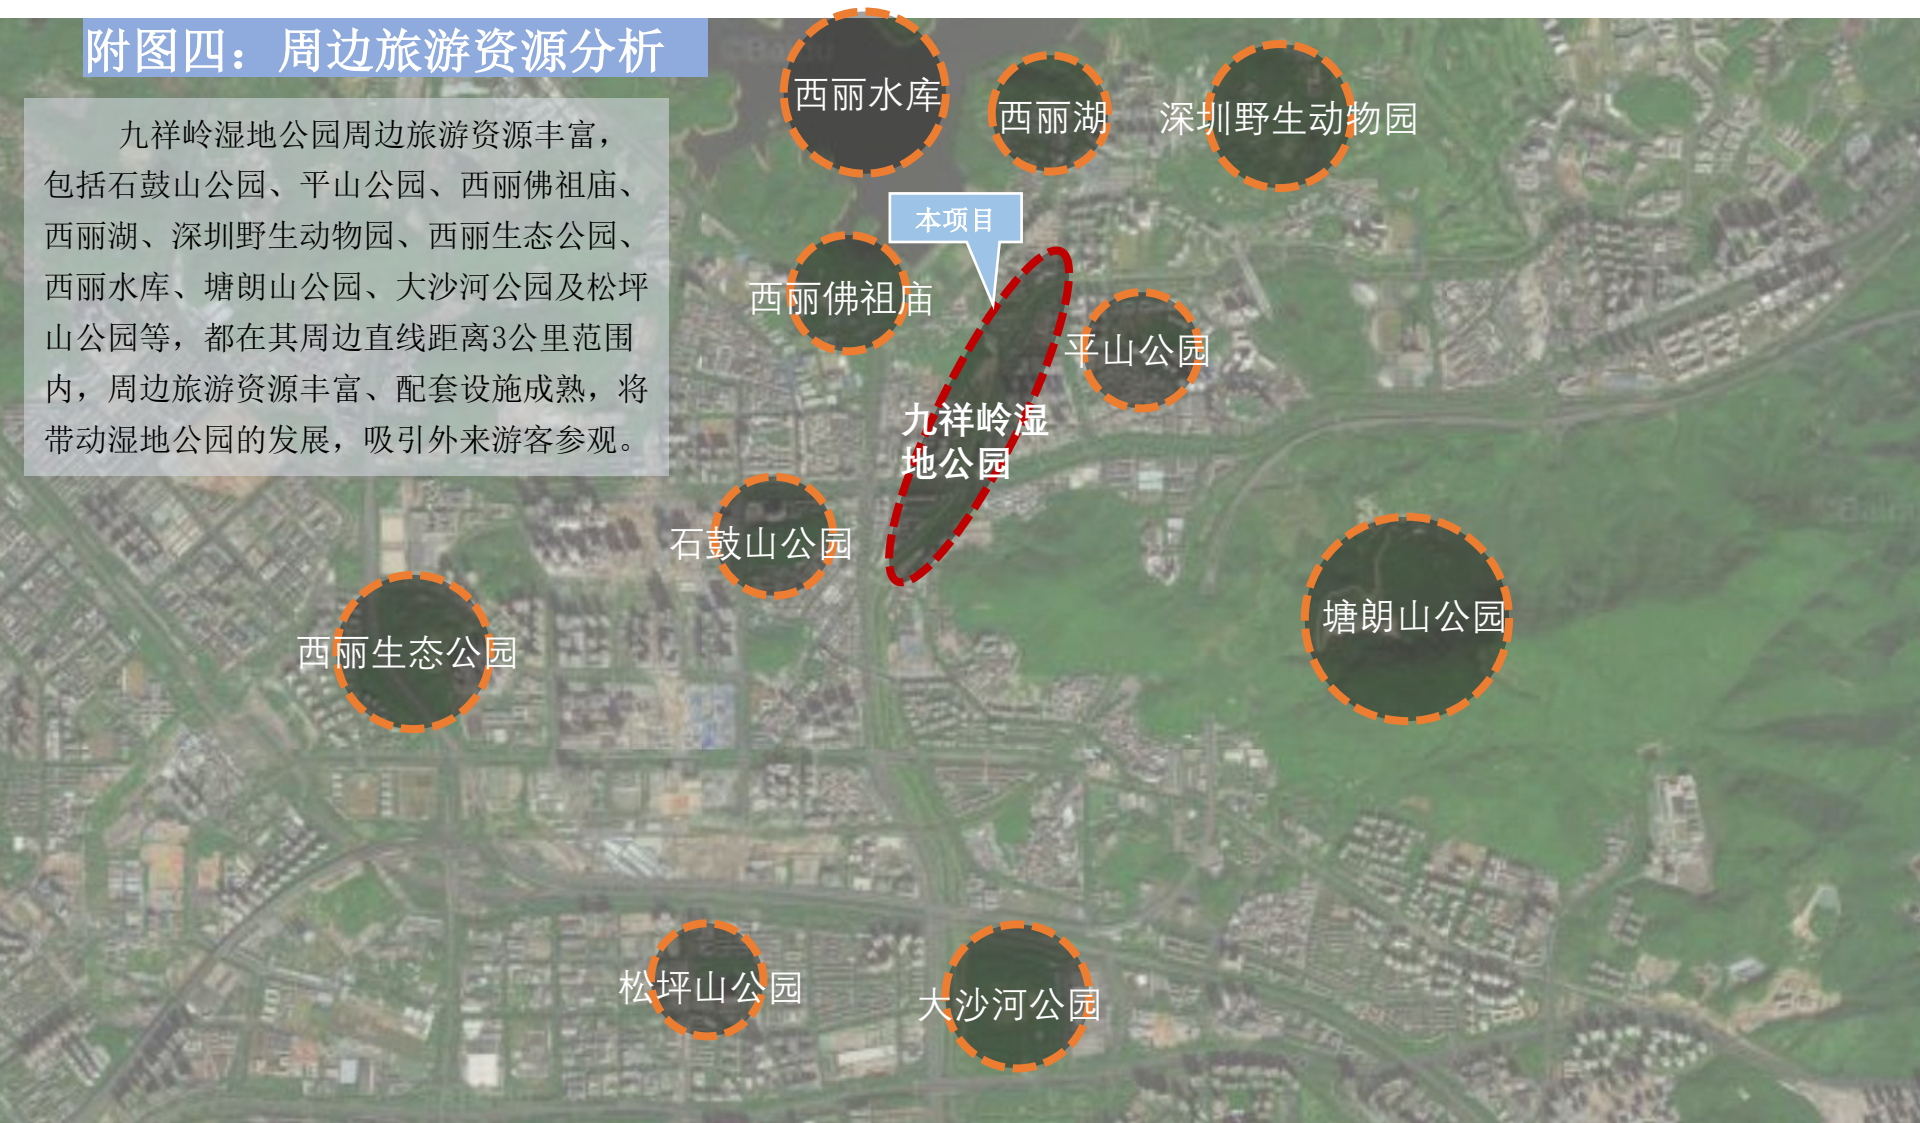 附图四：周边旅游资源分析
九祥岭湿地公园周边旅游资源丰富，
包括石鼓山公园、平山公园、西丽佛祖庙、
西丽湖、深圳野生动物园、西丽生态公园、
西丽水库、塘朗山公园、大沙河公园及松坪
山公园等，都在其周边直线距离3公里范围
内，周边旅游资源丰富、配套设施成熟，将
带动湿地公园的发展，吸引外来游客参观。
西丽水库
西丽湖
深圳野生动物园
本项目
西丽佛祖庙
平山公园
九祥岭湿
地公园
石鼓山公园
塘朗山公园
西丽生态公园
松坪山公园
大沙河公园